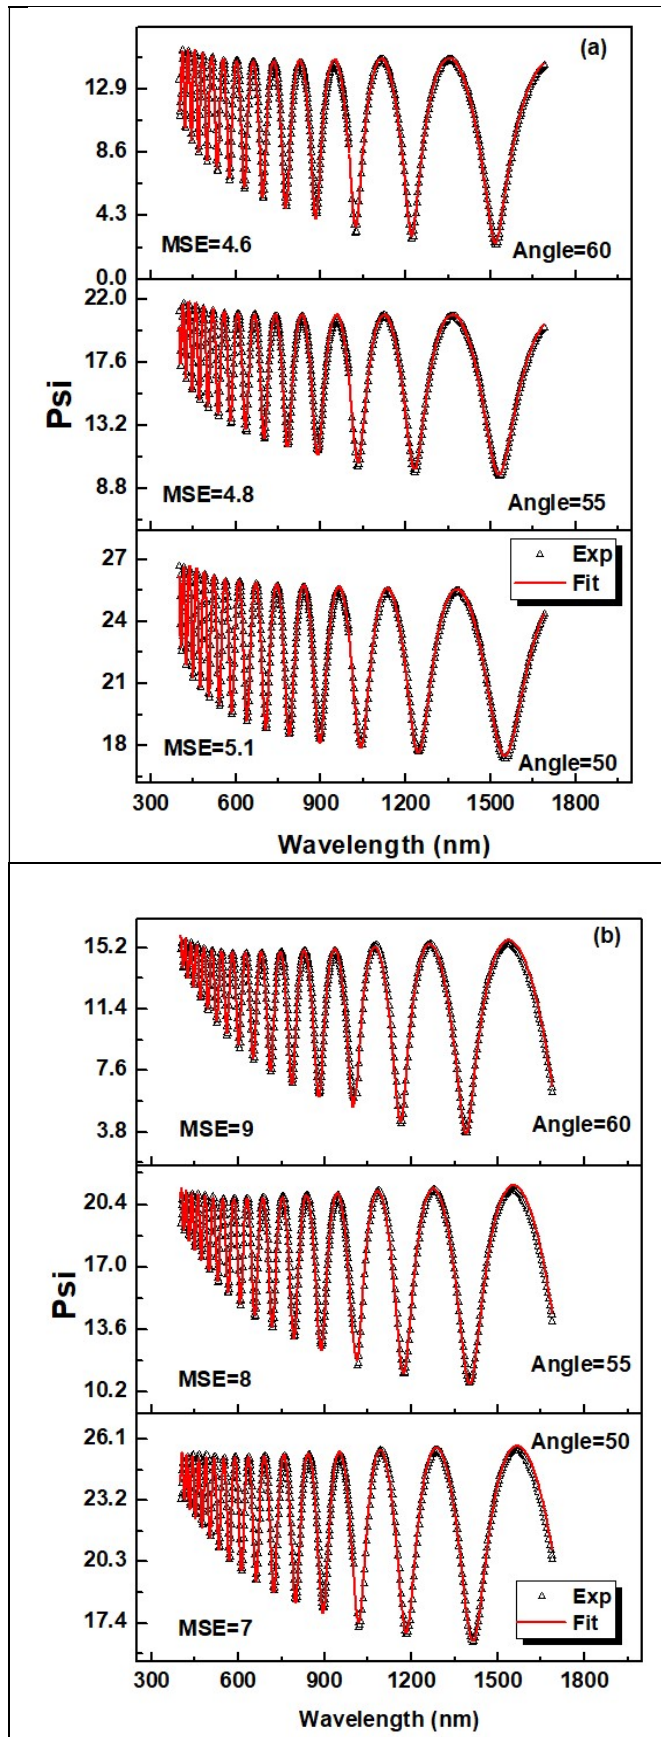 (a)
12.9
8.6
4.3
0.0
MSE=4.6
Angle=60
22.0
17.6
13.2
8.8
MSE=4.8
Angle=55
Psi
27
24
21
18
Exp
Fit
MSE=5.1
Angle=50
300 600 900 1200 1500 1800
Wavelength (nm)
(b)
15.2
11.4
7.6
3.8
MSE=9
Angle=60
20.4
17.0
13.6
10.2
MSE=8
Angle=55
Psi
Angle=50
26.1
23.2
20.3
17.4
MSE=7
Exp
Fit
300 600 900 1200 1500 1800
Wavelength (nm)